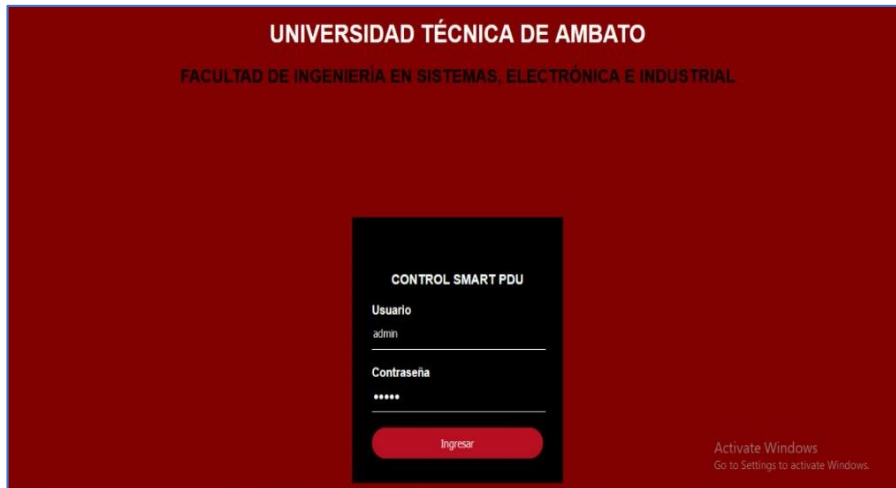 UNIVERSIDAD TÉCNICA DE AMBATO
FACULTAD DE INGENIERÍA EN SISTEMAS, ELECTRÓNICA E INDUSTRIAL
CONTROL SMART PDU
Usuario
admin
Contraseña
•••••
Ingresar
Activate Windows
Go to Settings to activate Windows.